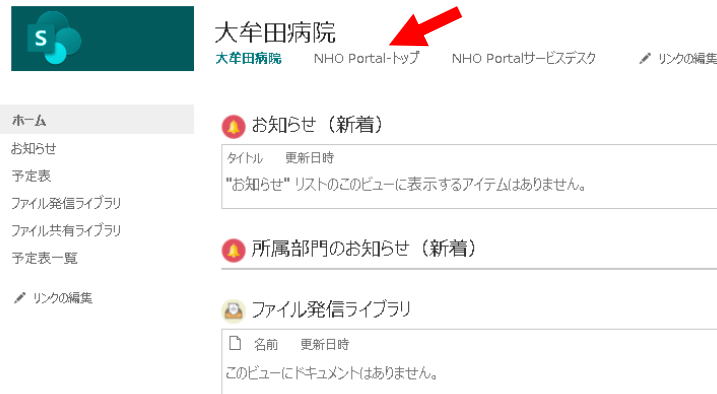 S
大牟田病院
大牟田病院 NHO Portal-トップ NHO Portalサービスデスク リンクの編集
ホーム
お知らせ
予定表
ファイル発信ライブラリ
ファイル共有ライブラリ
予定表一覧
リンクの編集
お知らせ（新着）
タイトル 更新日時
"お知らせ" リストのこのビューに表示するアイテムはありません。
所属部門のお知らせ（新着）
ファイル発信ライブラリ
名前 更新日時
このビューにドキュメントはありません。